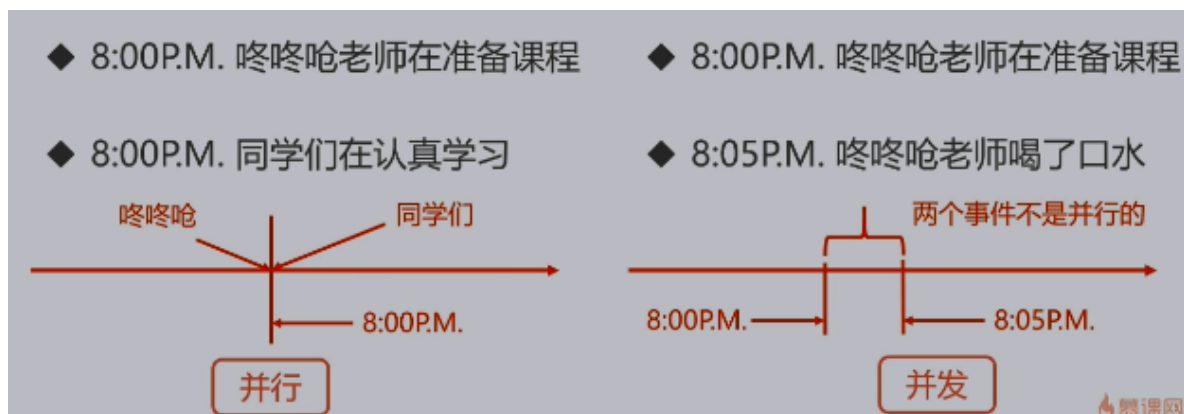 ◆ 8:00P.M. 咚咚呛老师在准备课程
◆ 8:00P.M. 同学们在认真学习
咚咚呛
同学们
8:00P.M.
并行
◆ 8:00P.M. 咚咚呛老师在准备课程
◆ 8:05P.M. 咚咚呛老师喝了口水
两个事件不是并行的
8:00P.M.
8:05P.M.
并发
慕课网